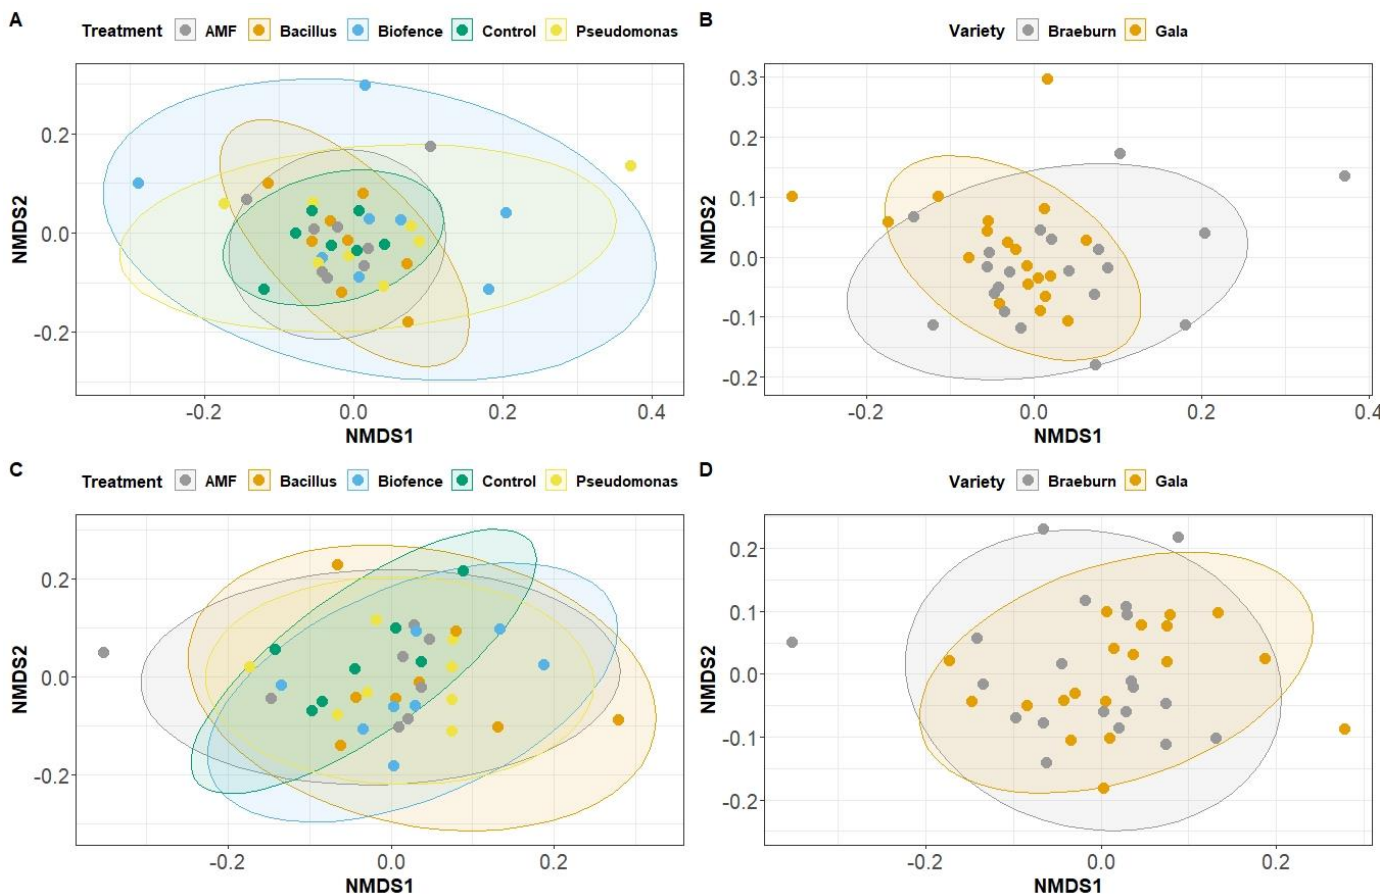 A
Treatment AMF Bacillus Biofence Control Pseudomonas
NMDS2
0.2
0.0
-0.2
-0.2 0.0 0.2 0.4
NMDS1
B
Variety Braeburn Gala
NMDS2
0.3
0.2
0.1
0.0
-0.1
-0.2
-0.2 0.0 0.2 0.4
NMDS1
C
Treatment AMF Bacillus Biofence Control Pseudomonas
NMDS2
0.2
0.0
-0.2
-0.2 0.0 0.2
NMDS1
D
Variety Braeburn Gala
NMDS2
0.2
0.1
0.0
-0.1
-0.2
-0.2 0.0 0.2
NMDS1